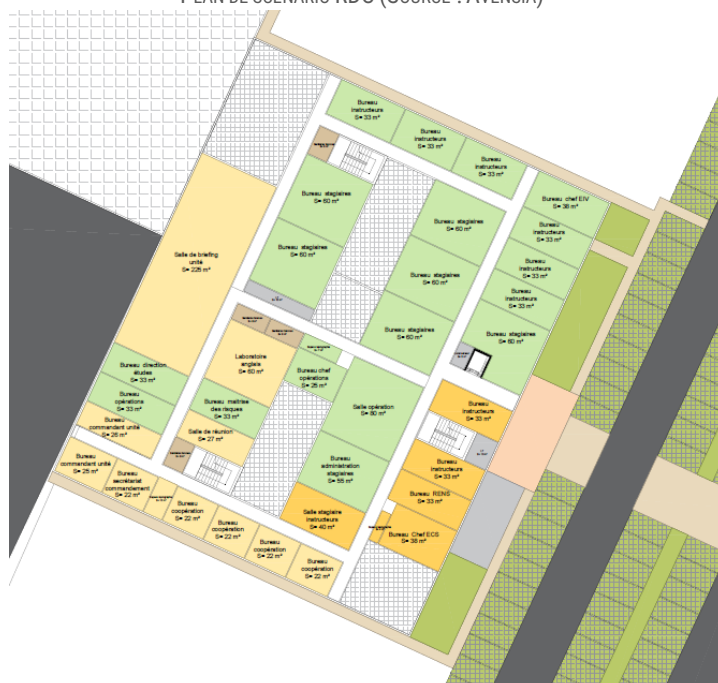 PLAN DE SCENARIO RDC (SOURCE : AVENCIA)
Bureau
instructeurs
S= 33 m²
Bureau
instructeurs
S= 33 m²
Bureau
instructeurs
S= 33 m²
Bureau chef EIV
S= 38 m²
Bureau
instructeurs
S= 33 m²
Bureau
instructeurs
S= 33 m²
Bureau
instructeurs
S= 33 m²
Bureau stagiaires
S= 60 m²
Bureau stagiaires
S= 60 m²
Bureau stagiaires
S= 60 m²
Bureau stagiaires
S= 60 m²
Bureau stagiaires
S= 60 m²
Bureau stagiaires
S= 60 m²
Salle de briefing
unité
S= 225 m²
Bureau direction
études
S= 33 m²
Bureau
opérations
S= 33 m²
Bureau
commandant unité
S= 25 m²
Laboratoire
anglais
S= 60 m²
Bureau maitrise
des risques
S= 33 m²
Salle de réunion
S= 27 m²
Bureau chef
opérations
S= 25 m²
Salle opération
S= 80 m²
Bureau
administration
stagiaires
S= 55 m²
Salle stagiaire
instructeurs
S= 40 m²
Bureau
instructeurs
S= 33 m²
Bureau
instructeurs
S= 33 m²
Bureau RENS
S= 33 m²
Bureau Chef ECS
S= 38 m²
Bureau
commandant unité
S= 25 m²
Bureau
secrétariat
commandement
S= 22 m²
Bureau
coopération
S= 22 m²
Bureau
coopération
S= 22 m²
Bureau
coopération
S= 22 m²
Bureau
coopération
S= 22 m²